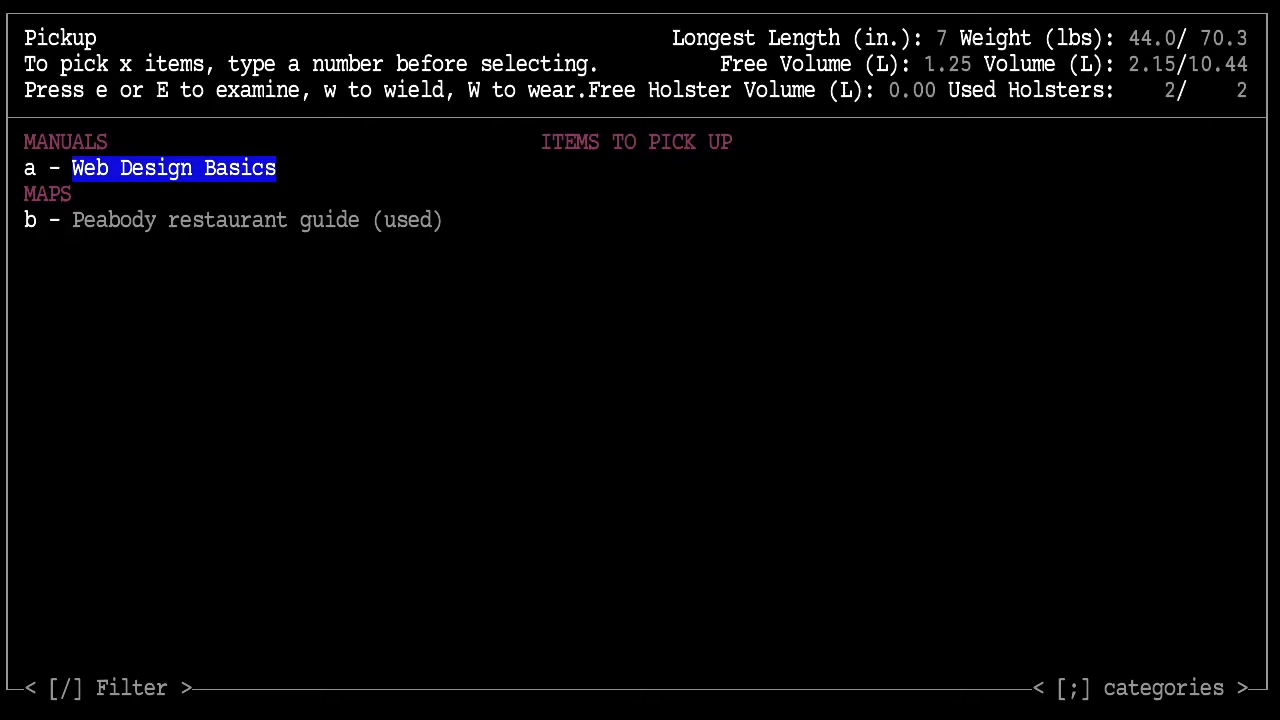 Pickup Longest Length (in.): 7 Weight (lbs): 44.0/ 70.3
To pick x items, type a number before selecting. Free Volume (L): 1.25 Volume (L): 2.15/10.44
Press e or E to examine, w to wield, W to wear.Free Holster Volume (L): 0.00 Used Holsters: 2/ 2
MANUALS ITEMS TO PICK UP
a - Web Design Basics
MAPS
b - Peabody restaurant guide (used)
< [/] Filter > < [;] categories >